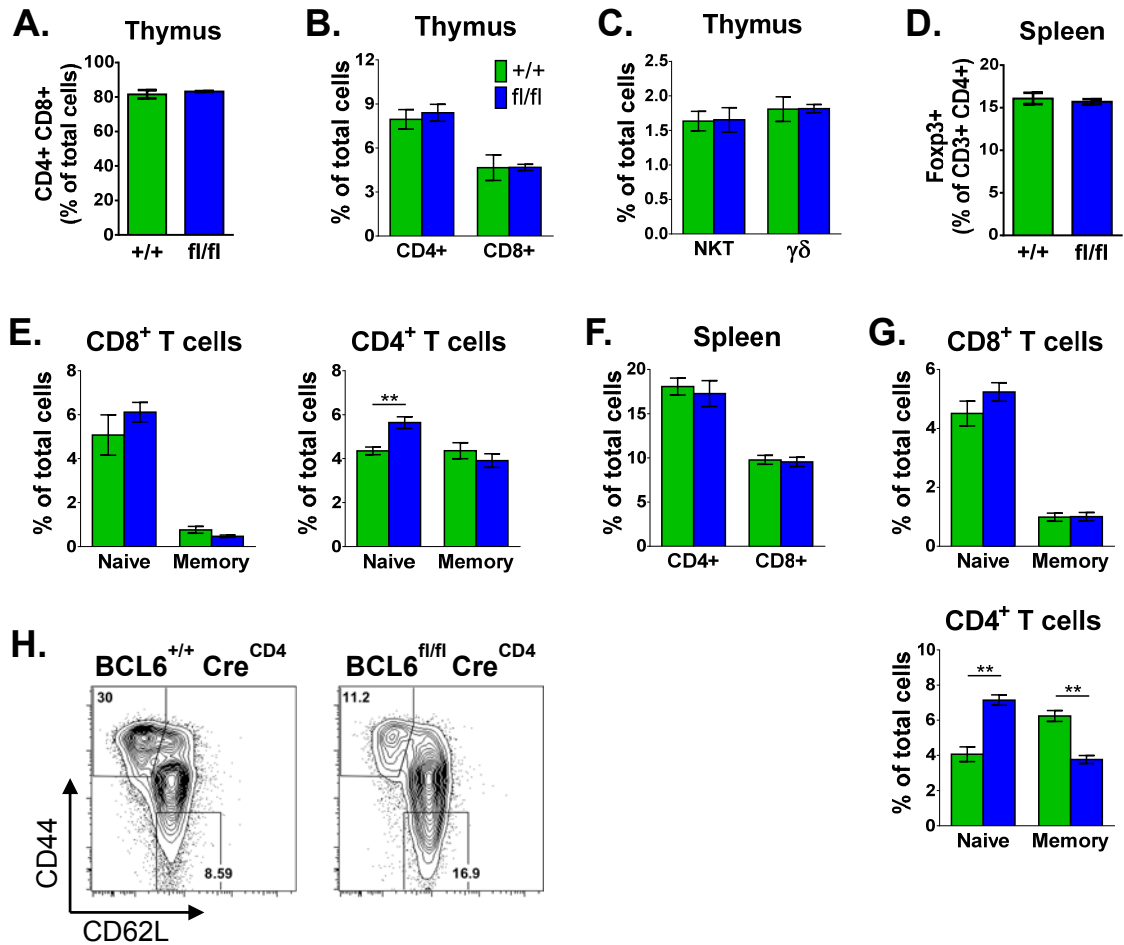 A.
Thymus
CD4+ CD8+
(% of total cells)
100
80
60
40
20
0
+/+
fl/fl
B.
Thymus
% of total cells
12
9
6
3
0
+/+
fl/fl
CD4+
CD8+
C.
Thymus
% of total cells
2.5
2.0
1.5
1.0
0.5
0.0
NKT
γδ
D.
Spleen
Foxp3+
(% of CD3+ CD4+)
20
15
10
5
0
+/+
fl/fl
E.
CD8+ T cells
% of total cells
8
6
4
2
0
Naive
Memory
CD4+ T cells
% of total cells
8
6
4
2
0
**
Naive
Memory
F.
Spleen
% of total cells
20
15
10
5
0
CD4+
CD8+
G.
CD8+ T cells
% of total cells
6
4
2
0
Naive
Memory
CD4+ T cells
% of total cells
10
8
6
4
2
0
**
**
Naive
Memory
H.
BCL6+/+ CreCD4
30
8.59
BCL6fl/fl CreCD4
11.2
16.9
CD44
CD62L